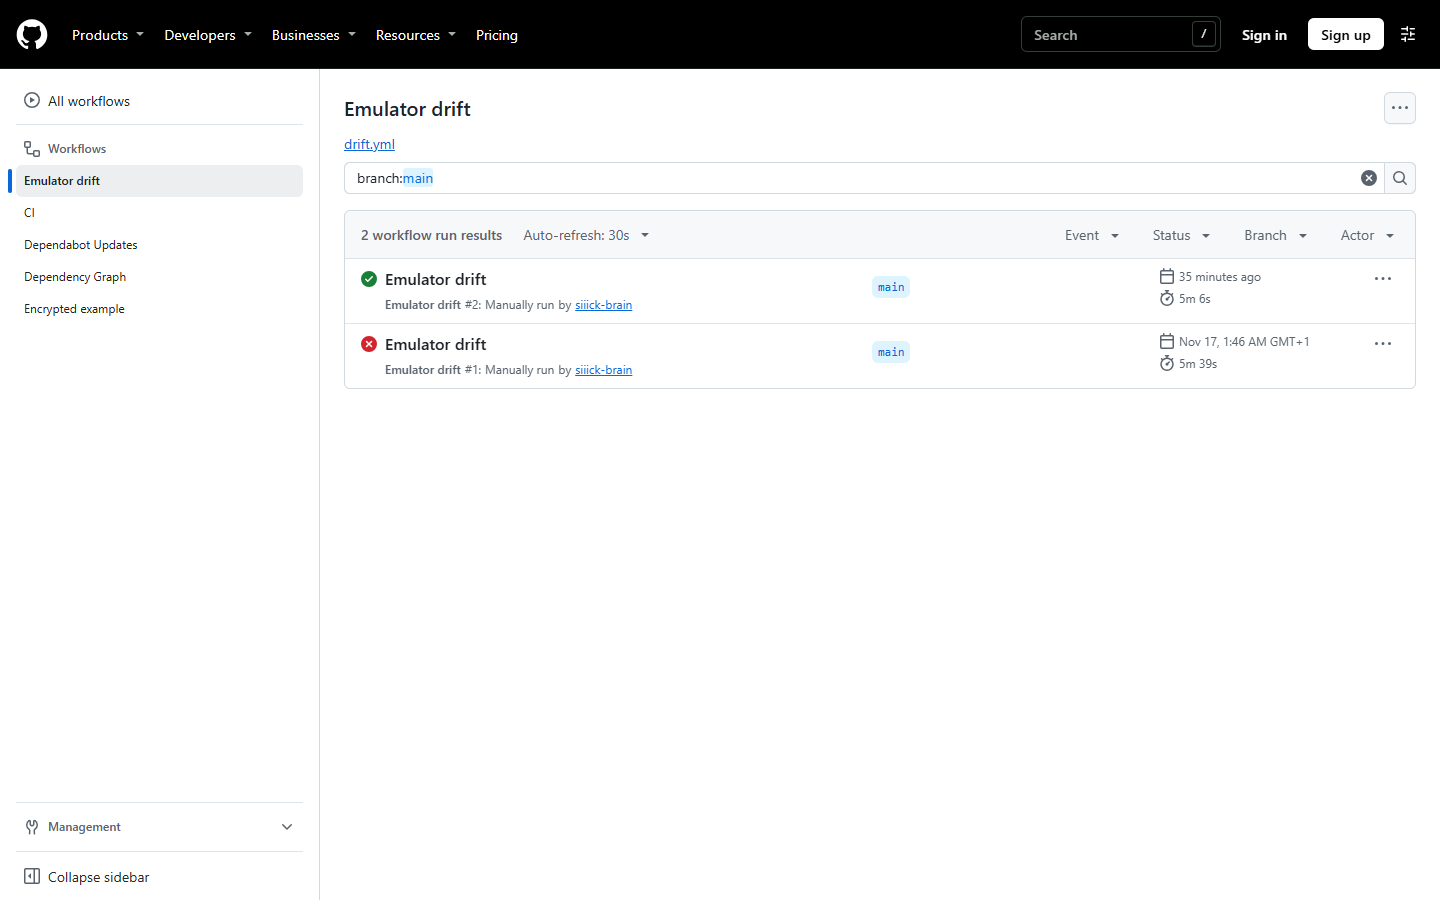 Products
Developers
Businesses
Resources
Pricing
Search
/
Sign in
Sign up
All workflows
Workflows
Emulator drift
CI
Dependabot Updates
Dependency Graph
Encrypted example
Management
Collapse sidebar
Emulator drift
drift.yml
branch:main
2 workflow run results
Auto-refresh: 30s
Event
Status
Branch
Actor
Emulator drift
Emulator drift #2: Manually run by siiick-brain
main
35 minutes ago
5m 6s
Emulator drift
Emulator drift #1: Manually run by siiick-brain
main
Nov 17, 1:46 AM GMT+1
5m 39s